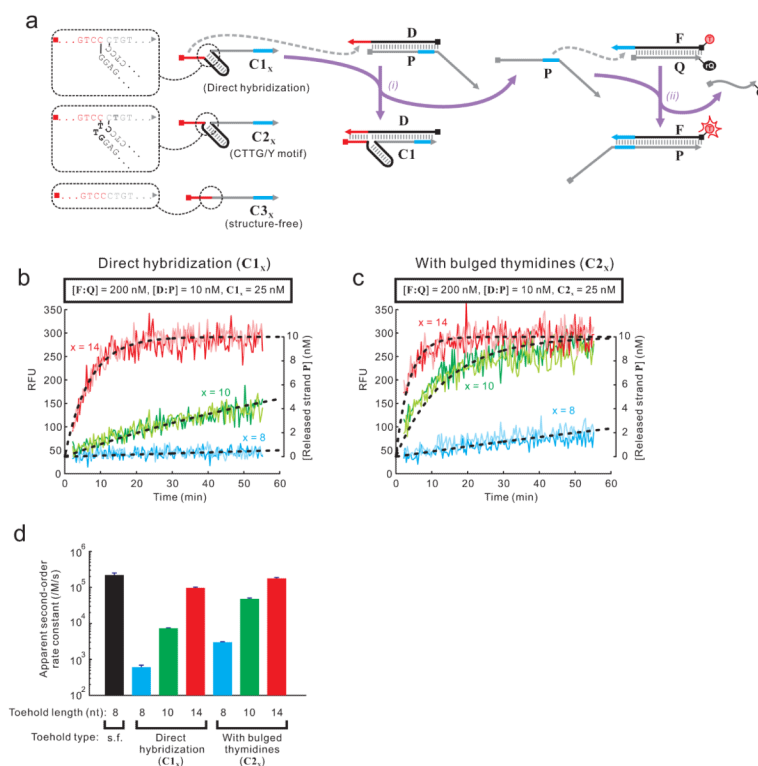 a
...GTCCCTGT...
CTCC...
GGAG...
C1x
(Direct hybridization)
D
P
(i)
P
F
T
Q
rQ
(ii)
...GTCCCTGT...
C2x
(CTTG/Y motif)
D
C1
F
T
P
...GTCCCTGT...
C3x
(structure-free)
b
Direct hybridization (C1x)
[F:Q] = 200 nM, [D:P] = 10 nM, C1x = 25 nM
350
300
250
200
150
100
50
0
RFU
x = 14
x = 10
x = 8
10
8
6
4
2
0
[Released strand P] (nM)
0 10 20 30 40 50 60
Time (min)
c
With bulged thymidines (C2x)
[F:Q] = 200 nM, [D:P] = 10 nM, C2x = 25 nM
350
300
250
200
150
100
50
0
RFU
x = 14
x = 10
x = 8
10
8
6
4
2
0
[Released strand P] (nM)
0 10 20 30 40 50 60
Time (min)
d
Apparent second-order
rate constant (/M/s)
10^6
10^5
10^4
10^3
10^2
Toehold length (nt): 8 8 10 14 8 10 14
Toehold type: s.f. Direct hybridization (C1x) With bulged thymidines (C2x)